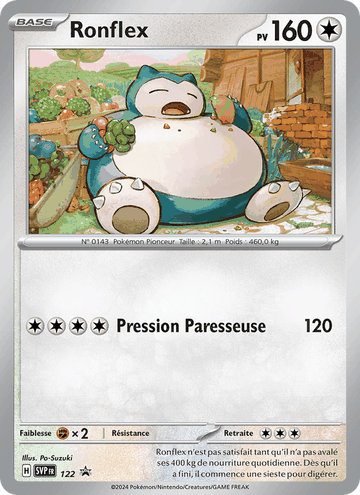 BASE Ronflex PV 160
N° 0143 Pokémon Pionceur Taille : 2,1 m Poids : 460,0 kg
Pression Paresseuse 120
Faiblesse × 2 Résistance Retraite
Illus. Po-Suzuki
H SVP FR 122
Ronflex n'est pas satisfait tant qu'il n'a pas avalé
ses 400 kg de nourriture quotidienne. Dès qu'il
a fini, il commence une sieste pour digérer.
©2024 Pokémon/Nintendo/Creatures/GAME FREAK